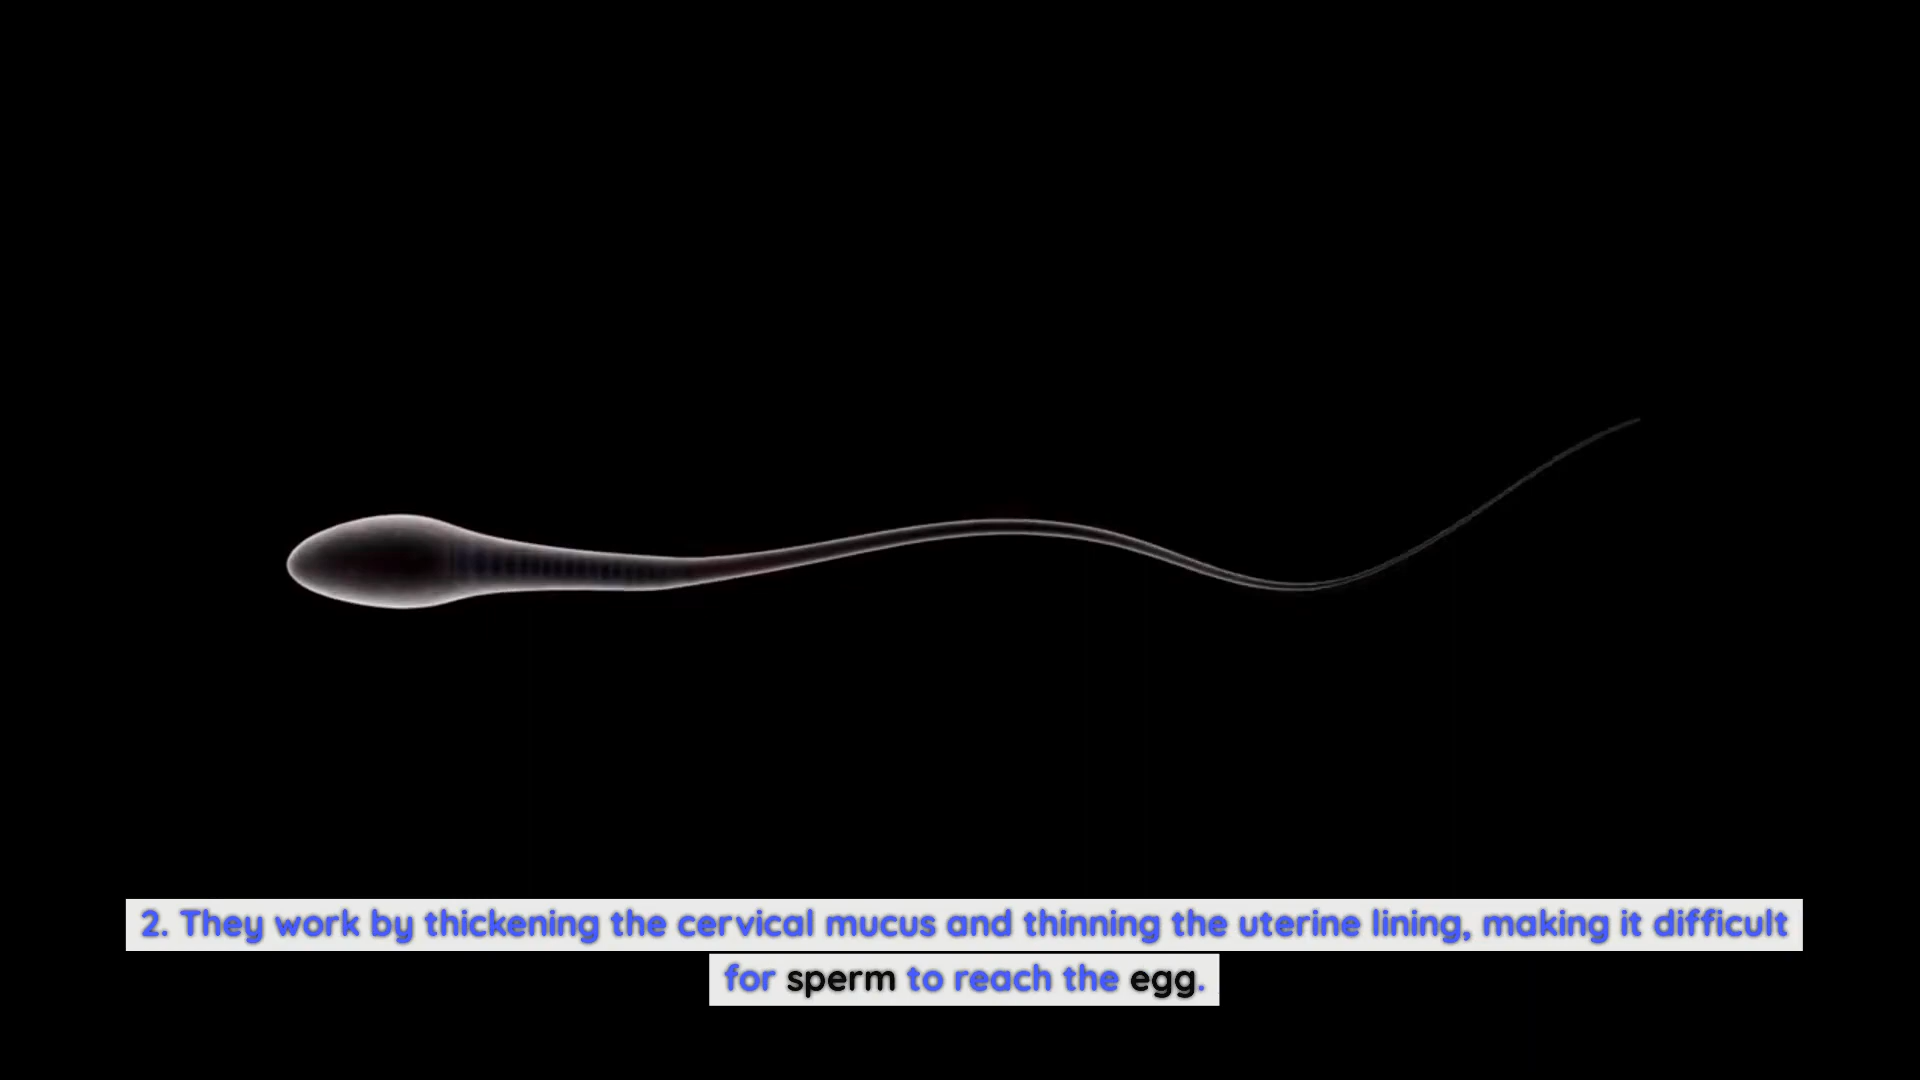 2. They work by thickening the cervical mucus and thinning the uterine lining, making it difficult
for sperm to reach the egg.